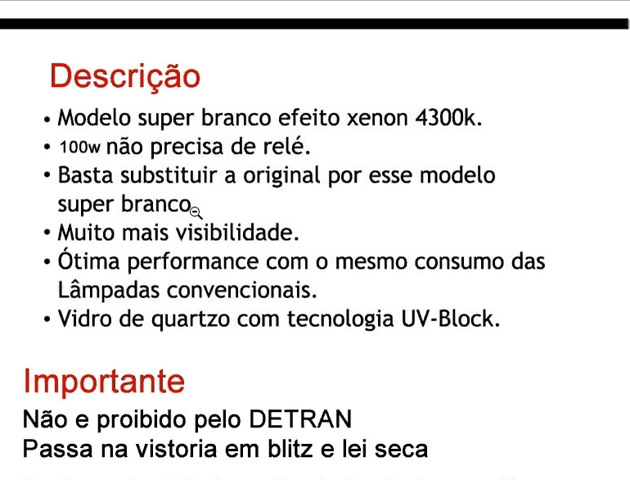 Descrição
• Modelo super branco efeito xenon 4300k.
• 100w não precisa de relé.
• Basta substituir a original por esse modelo
super branco
• Muito mais visibilidade.
• Ótima performance com o mesmo consumo das
Lâmpadas convencionais.
• Vidro de quartzo com tecnologia UV-Block.
Importante
Não e proibido pelo DETRAN
Passa na vistoria em blitz e lei seca